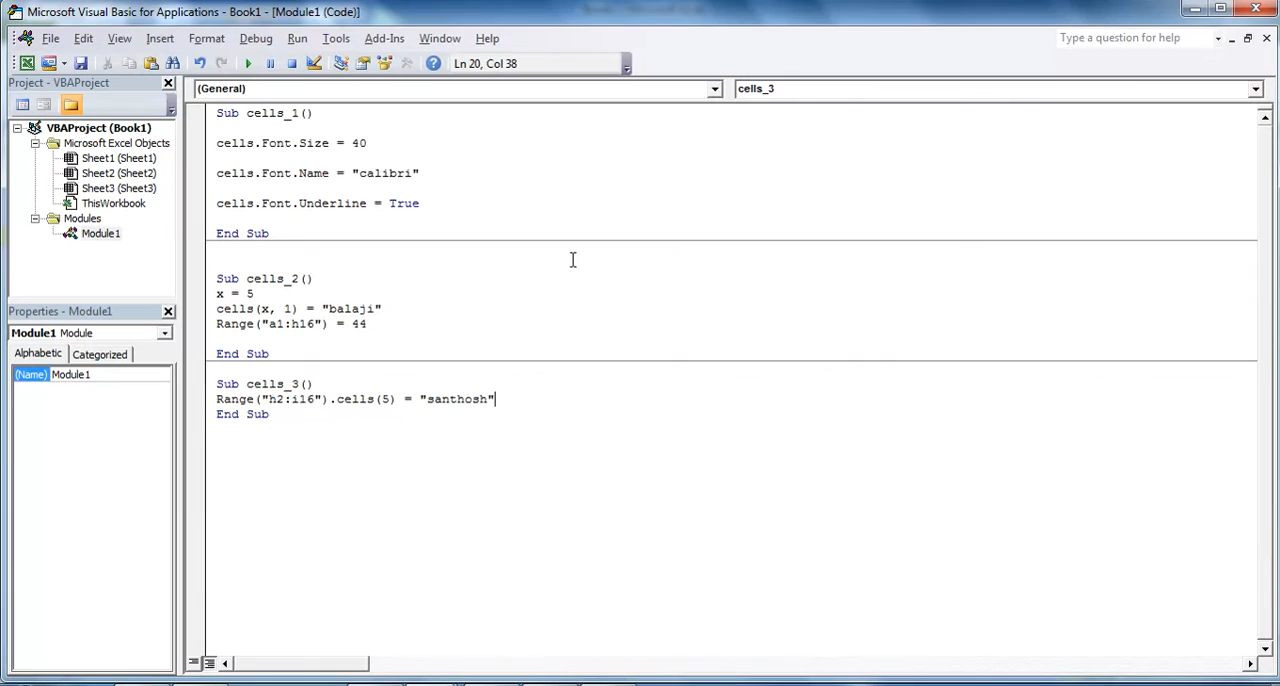 Microsoft Visual Basic for Applications - Book1 - [Module1 (Code)]
File Edit View Insert Format Debug Run Tools Add-Ins Window Help
Type a question for help
Ln 20, Col 38
Project - VBAProject
(General)
cells_3
VBAProject (Book1)
Microsoft Excel Objects
Sheet1 (Sheet1)
Sheet2 (Sheet2)
Sheet3 (Sheet3)
ThisWorkbook
Modules
Module1
Properties - Module1
Module1 Module
Alphabetic Categorized
(Name) Module1
Sub cells_1()
cells.Font.Size = 40
cells.Font.Name = "calibri"
cells.Font.Underline = True
End Sub
Sub cells_2()
x = 5
cells(x, 1) = "balaji"
Range("a1:h16") = 44
End Sub
Sub cells_3()
Range("h2:i16").cells(5) = "santhosh"
End Sub